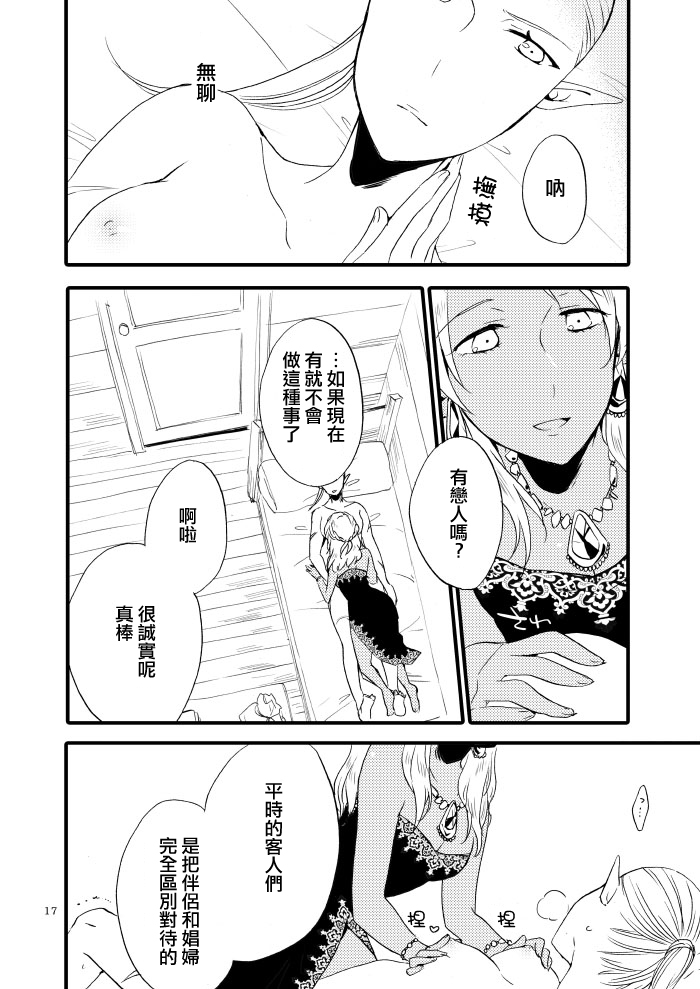 吶
無聊
有戀人嗎?
…如果現在
有就不會
做這種事了
啊啦
很誠實呢
真棒
平時的客人們
是把伴侶和娼婦
完全區別對待的
捏
捏
17